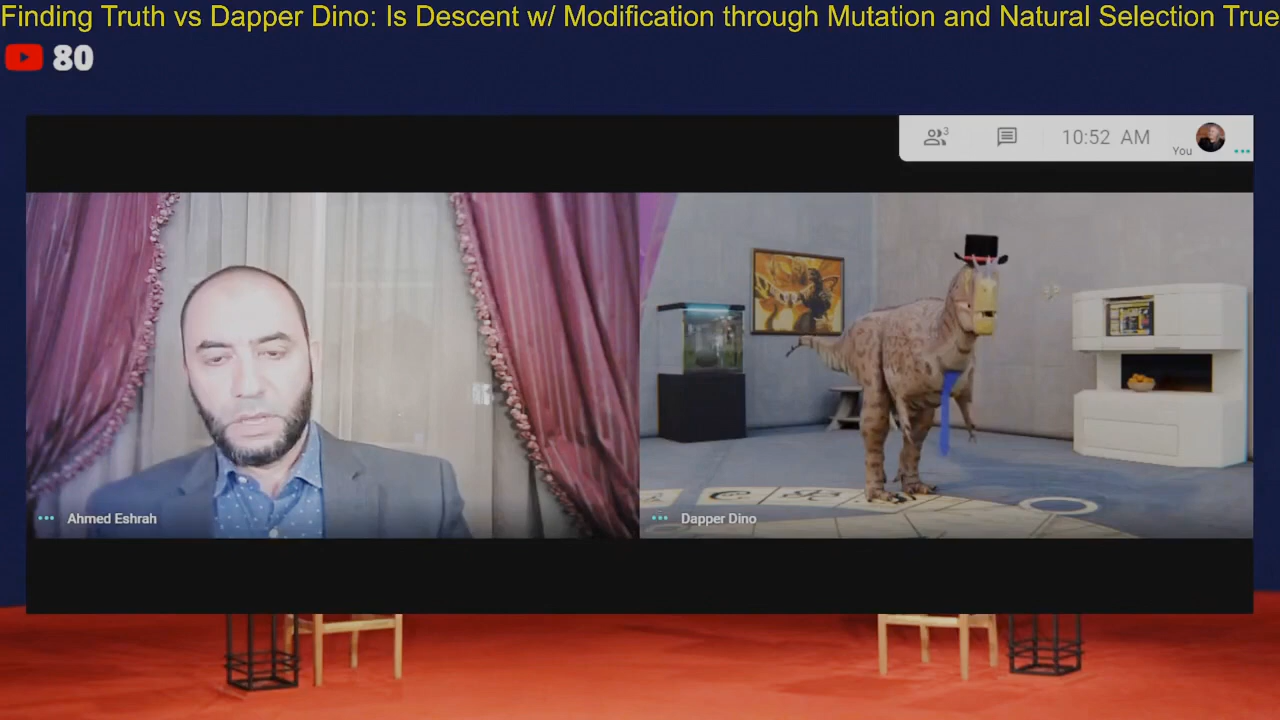 Finding Truth vs Dapper Dino: Is Descent w/ Modification through Mutation and Natural Selection True
80
3
10:52 AM
You
Ahmed Eshrah
Dapper Dino